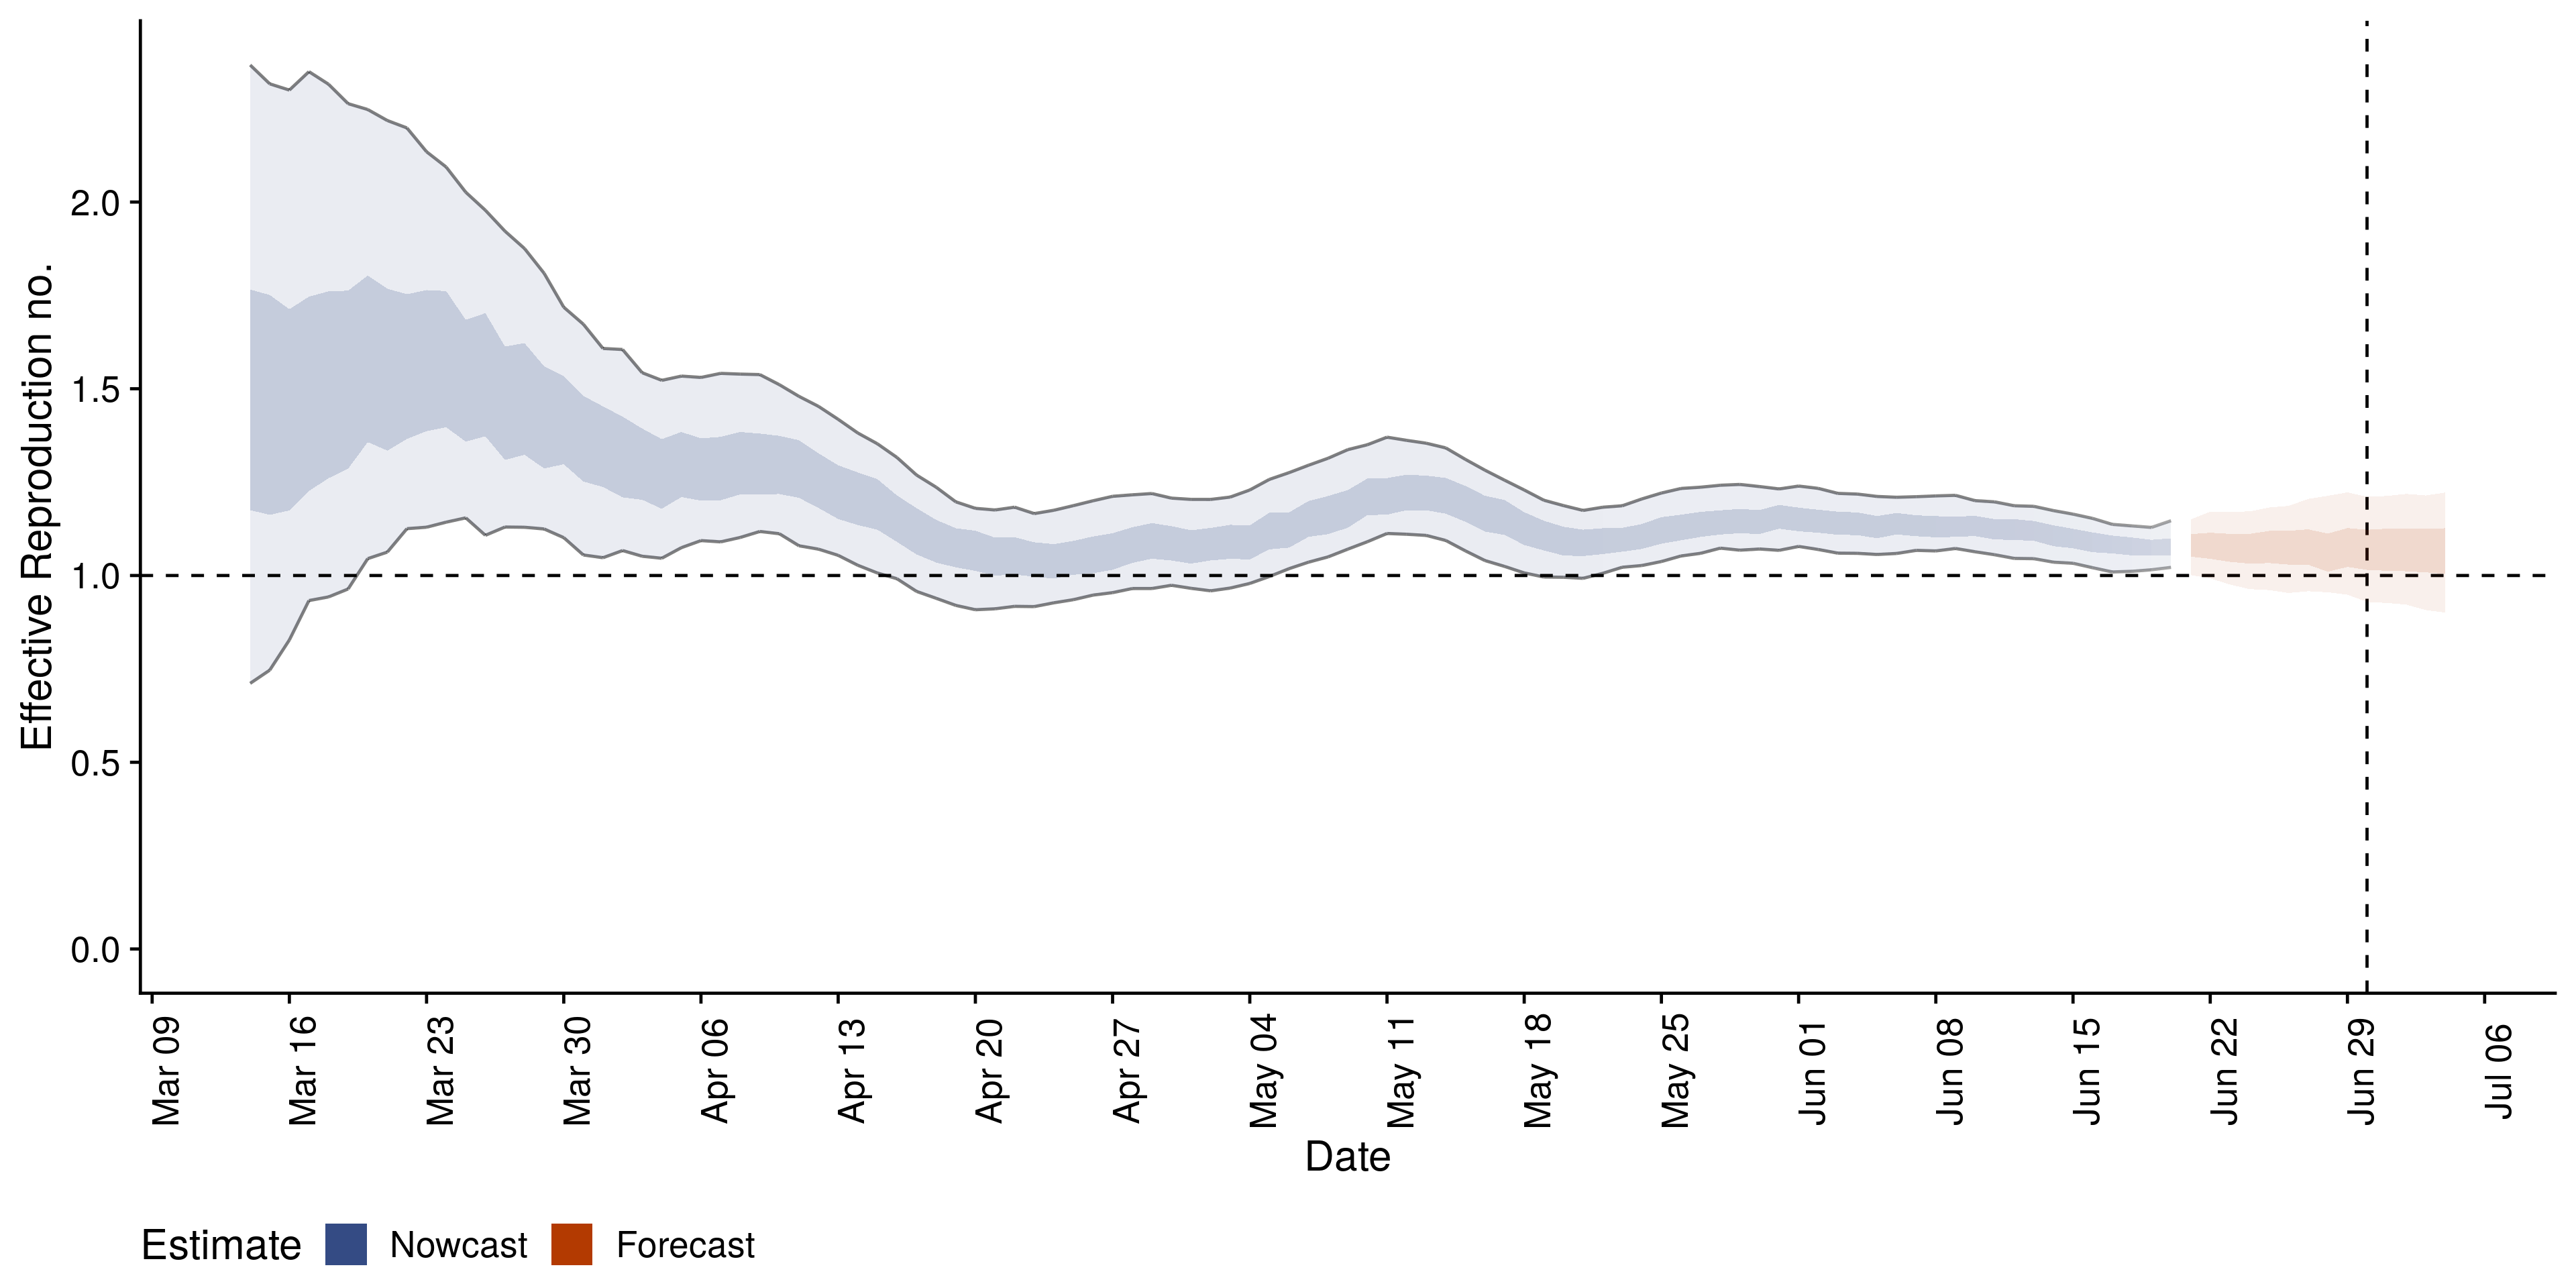 Effective Reproduction no.
2.0
1.5
1.0
0.5
0.0
Mar 09
Mar 16
Mar 23
Mar 30
Apr 06
Apr 13
Apr 20
Apr 27
May 04
May 11
May 18
May 25
Jun 01
Jun 08
Jun 15
Jun 22
Jun 29
Jul 06
Date
Estimate Nowcast Forecast